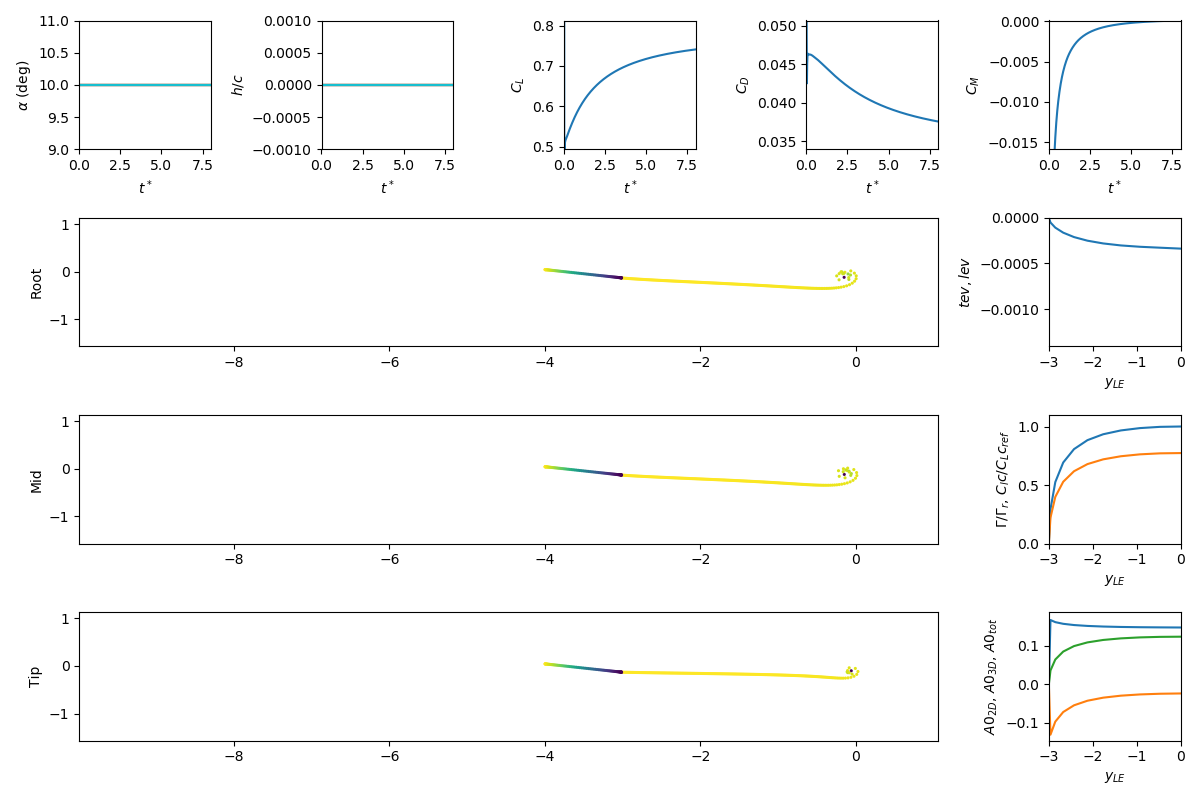 α (deg)
11.0
10.5
10.0
9.5
9.0
0.0 2.5 5.0 7.5
t*
h/c
0.0010
0.0005
0.0000
−0.0005
−0.0010
0.0 2.5 5.0 7.5
t*
C_L
0.8
0.7
0.6
0.5
0.0 2.5 5.0 7.5
t*
C_D
0.050
0.045
0.040
0.035
0.0 2.5 5.0 7.5
t*
C_M
0.000
−0.005
−0.010
−0.015
0.0 2.5 5.0 7.5
t*
Root
1
0
−1
−8 −6 −4 −2 0
tev, lev
0.0000
−0.0005
−0.0010
−3 −2 −1 0
y_LE
Mid
1
0
−1
−8 −6 −4 −2 0
Γ/Γ_r, C_lc/C_Lc_ref
1.0
0.5
0.0
−3 −2 −1 0
y_LE
Tip
1
0
−1
−8 −6 −4 −2 0
A0_2D, A0_3D, A0_tot
0.1
0.0
−0.1
−3 −2 −1 0
y_LE